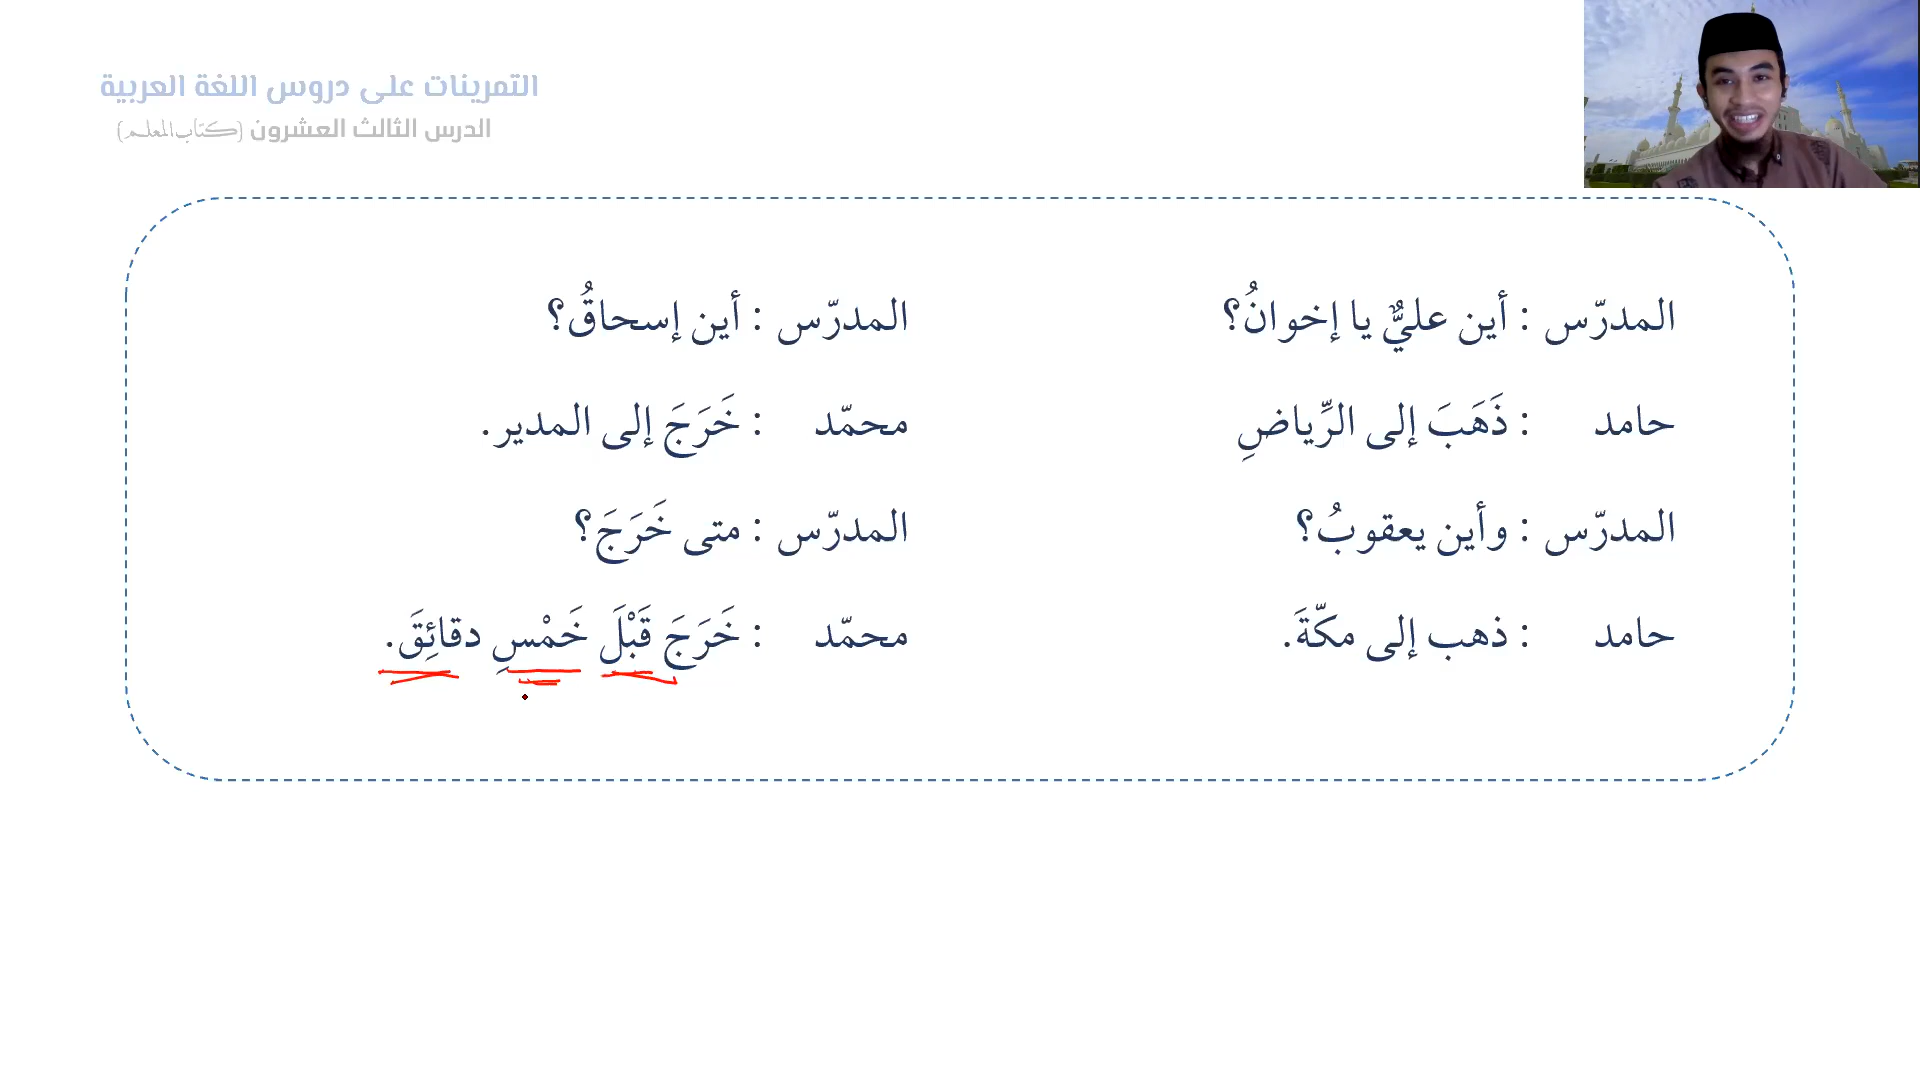 التمرينات على دروس اللغة العربية
الدرس الثالث العشرون (كتاب المعلم)
المدرّس : أين عليٌّ يا إخوانُ؟
حامد : ذَهَبَ إلى الرِّياضِ
المدرّس : وأين يعقوبُ؟
حامد : ذهب إلى مكّةَ.
المدرّس : أين إسحاقُ؟
محمّد : خَرَجَ إلى المدير.
المدرّس : متى خَرَجَ؟
محمّد : خَرَجَ قَبْلَ خَمْسِ دقائِقَ.